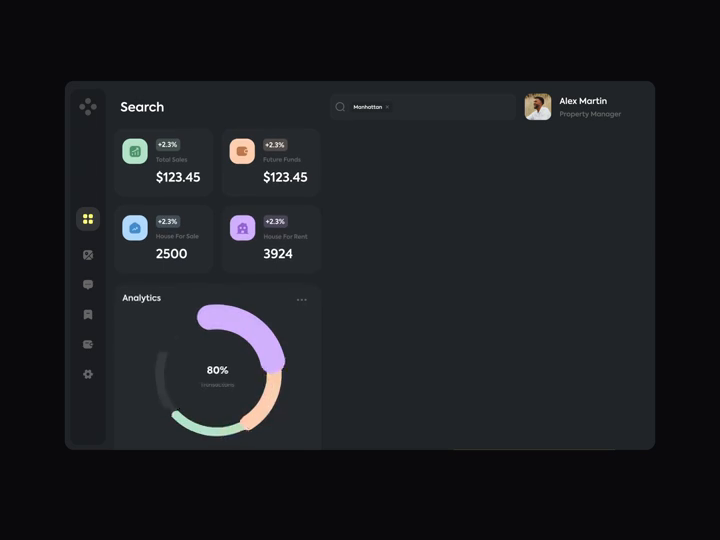 Search
Manhattan ×
Alex Martin
Property Manager
+2.3%
Total Sales
$123.45
+2.3%
Future Funds
$123.45
+2.3%
House For Sale
2500
+2.3%
House For Rent
3924
Analytics
80%
transactions